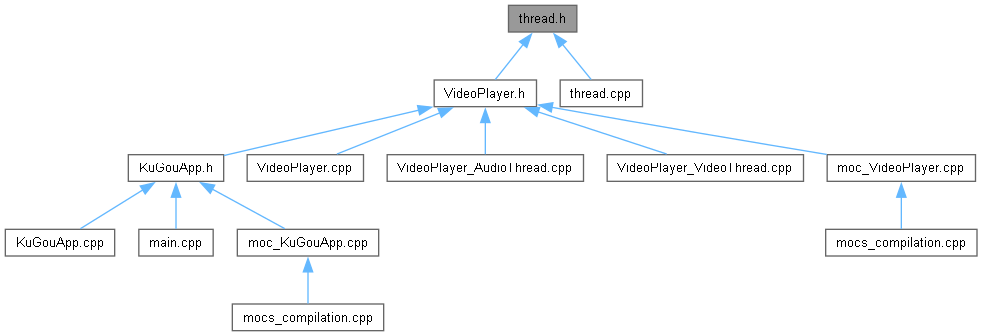 thread.h
VideoPlayer.h
thread.cpp
KuGouApp.h
VideoPlayer.cpp
VideoPlayer_AudioThread.cpp
VideoPlayer_VideoThread.cpp
moc_VideoPlayer.cpp
KuGouApp.cpp
main.cpp
moc_KuGouApp.cpp
mocs_compilation.cpp
mocs_compilation.cpp